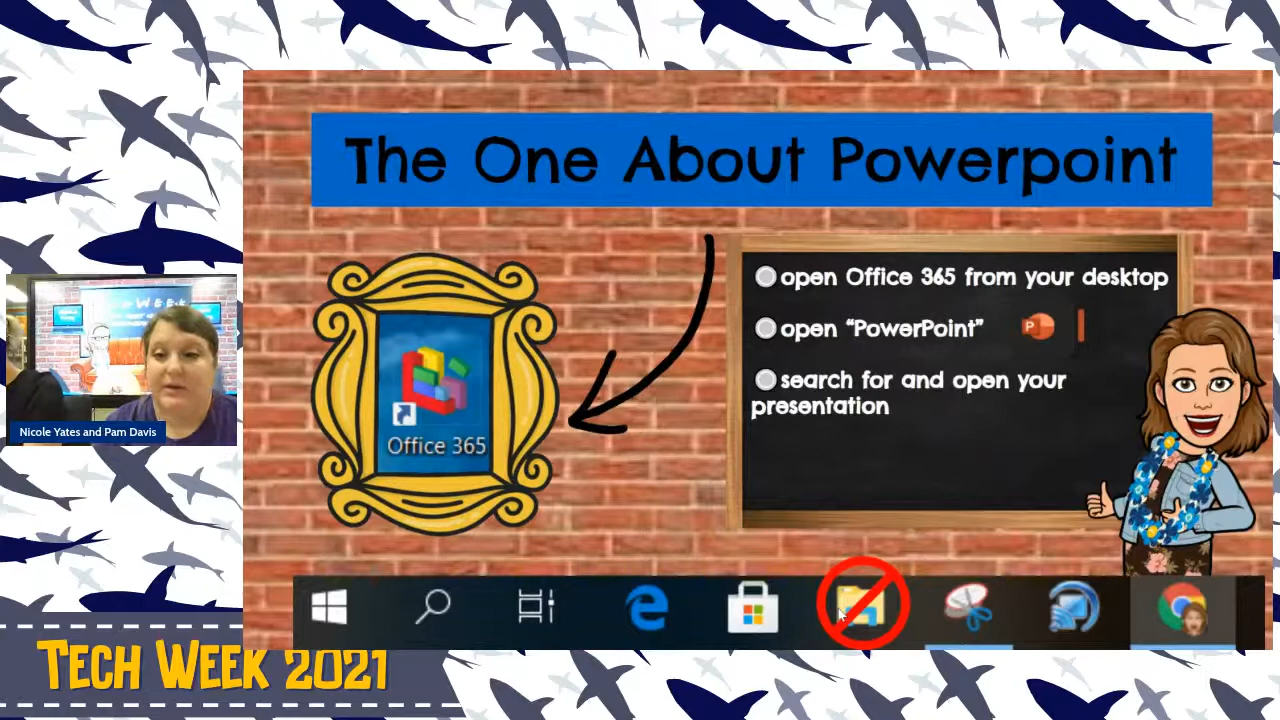 The One About Powerpoint
open Office 365 from your desktop
open “PowerPoint”
P
search for and open your
presentation
Office 365
Nicole Yates and Pam Davis
TECH WEEK 2021